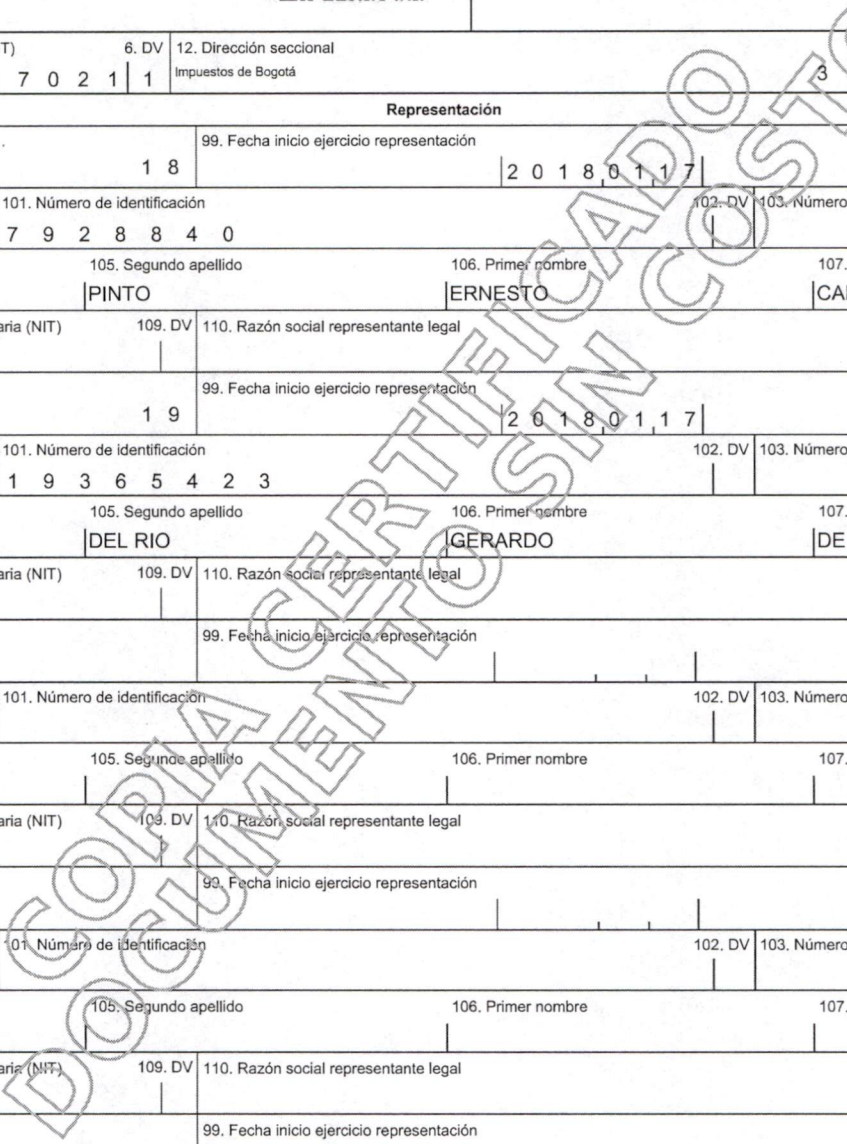 T) 6. DV 12. Dirección seccional
7 0 2 1 1 Impuestos de Bogotá 3
Representación
99. Fecha inicio ejercicio representación
1 8 2 0 1 8 0 1 1 7
101. Número de identificación 102. DV 103. Número
7 9 2 8 8 4 0
105. Segundo apellido 106. Primer nombre 107.
PINTO ERNESTO CA
aria (NIT) 109. DV 110. Razón social representante legal
99. Fecha inicio ejercicio representación
1 9 2 0 1 8 0 1 1 7
101. Número de identificación 102. DV 103. Número
1 9 3 6 5 4 2 3
105. Segundo apellido 106. Primer nombre 107.
DEL RIO GERARDO DE
aria (NIT) 109. DV 110. Razón social representante legal
99. Fecha inicio ejercicio representación
101. Número de identificación 102. DV 103. Número
105. Segundo apellido 106. Primer nombre 107.
aria (NIT) 109. DV 110. Razón social representante legal
99. Fecha inicio ejercicio representación
101. Número de identificación 102. DV 103. Número
105. Segundo apellido 106. Primer nombre 107.
aria (NIT) 109. DV 110. Razón social representante legal
99. Fecha inicio ejercicio representación
COPIA CERTIFICADO
DOCUMENTO SIN COSTO